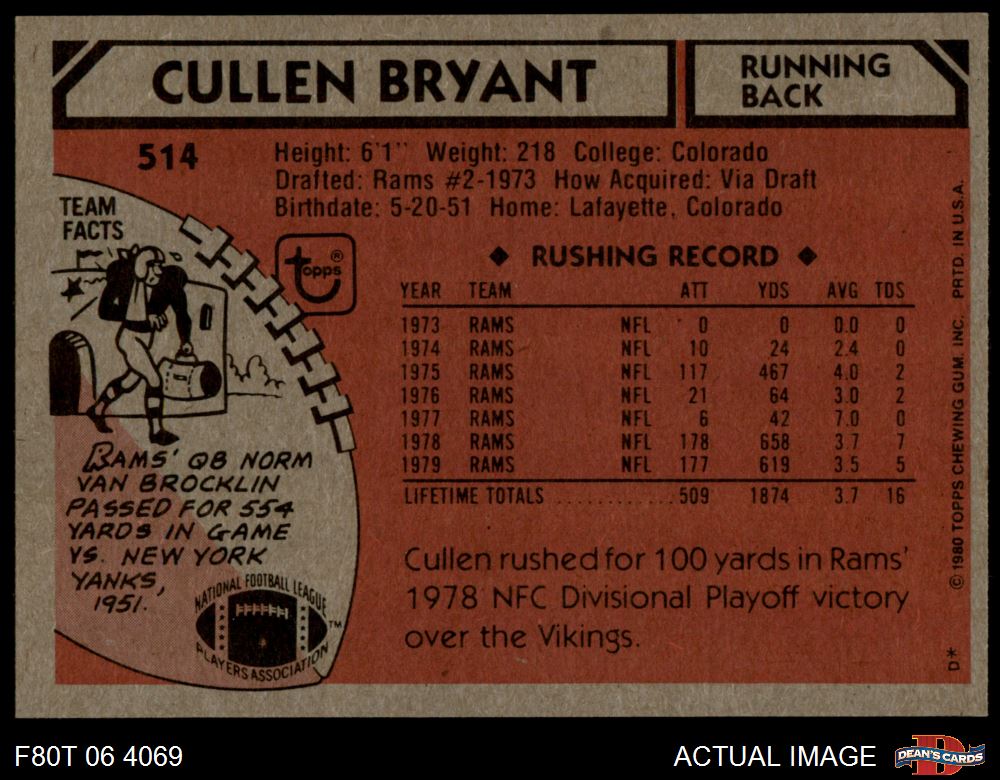 CULLEN BRYANT
RUNNING
BACK
514
Height: 6'1" Weight: 218 College: Colorado
Drafted: Rams #2-1973 How Acquired: Via Draft
Birthdate: 5-20-51 Home: Lafayette, Colorado
TEAM
FACTS
topps ®
◆ RUSHING RECORD ◆
YEAR TEAM ATT YDS AVG TDS
1973 RAMS NFL 0 0 0.0 0
1974 RAMS NFL 10 24 2.4 0
1975 RAMS NFL 117 467 4.0 2
1976 RAMS NFL 21 64 3.0 2
1977 RAMS NFL 6 42 7.0 0
1978 RAMS NFL 178 658 3.7 7
1979 RAMS NFL 177 619 3.5 5
LIFETIME TOTALS ............ 509 1874 3.7 16
RAMS' QB NORM
VAN BROCKLIN
PASSED FOR 554
YARDS IN GAME
VS. NEW YORK
YANKS,
1951.
NATIONAL FOOTBALL LEAGUE
PLAYERS ASSOCIATION
TM
Cullen rushed for 100 yards in Rams'
1978 NFC Divisional Playoff victory
over the Vikings.
D* © 1980 TOPPS CHEWING GUM, INC. PRTD. IN U.S.A.
F80T 06 4069
ACTUAL IMAGE
D
DEAN'S CARDS